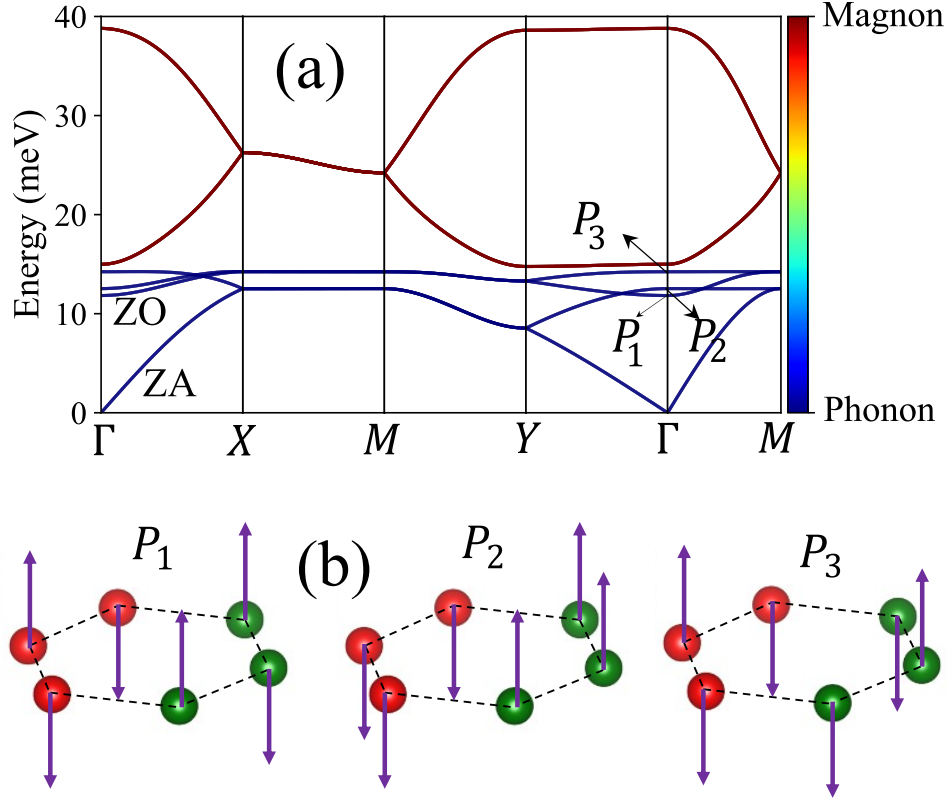 40
Magnon
(a)
30
Energy (meV)
20
P₃
10
ZO
P₁
P₂
ZA
0
Phonon
Γ X M Y Γ M
P₁
(b)
P₂
P₃